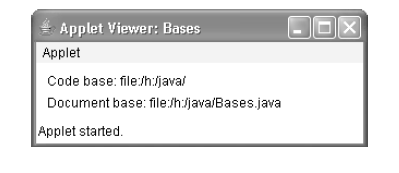 Applet Viewer: Bases
Applet
Code base: file:/h:/java/
Document base: file:/h:/java/Bases.java
Applet started.